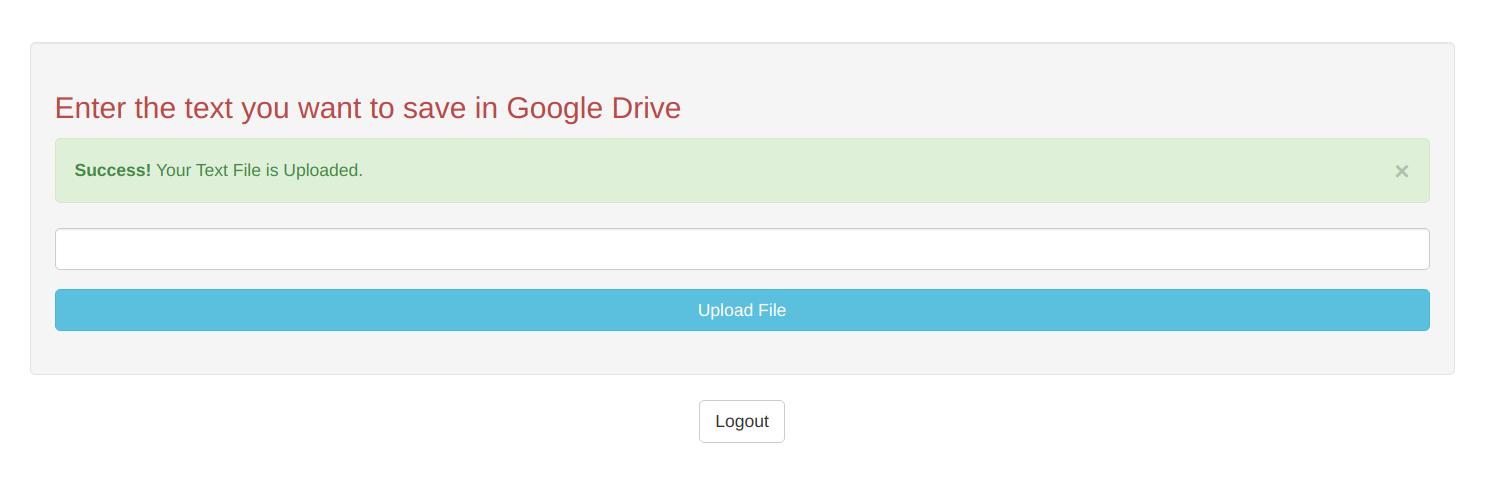 Enter the text you want to save in Google Drive
Success! Your Text File is Uploaded. ×
Upload File
Logout